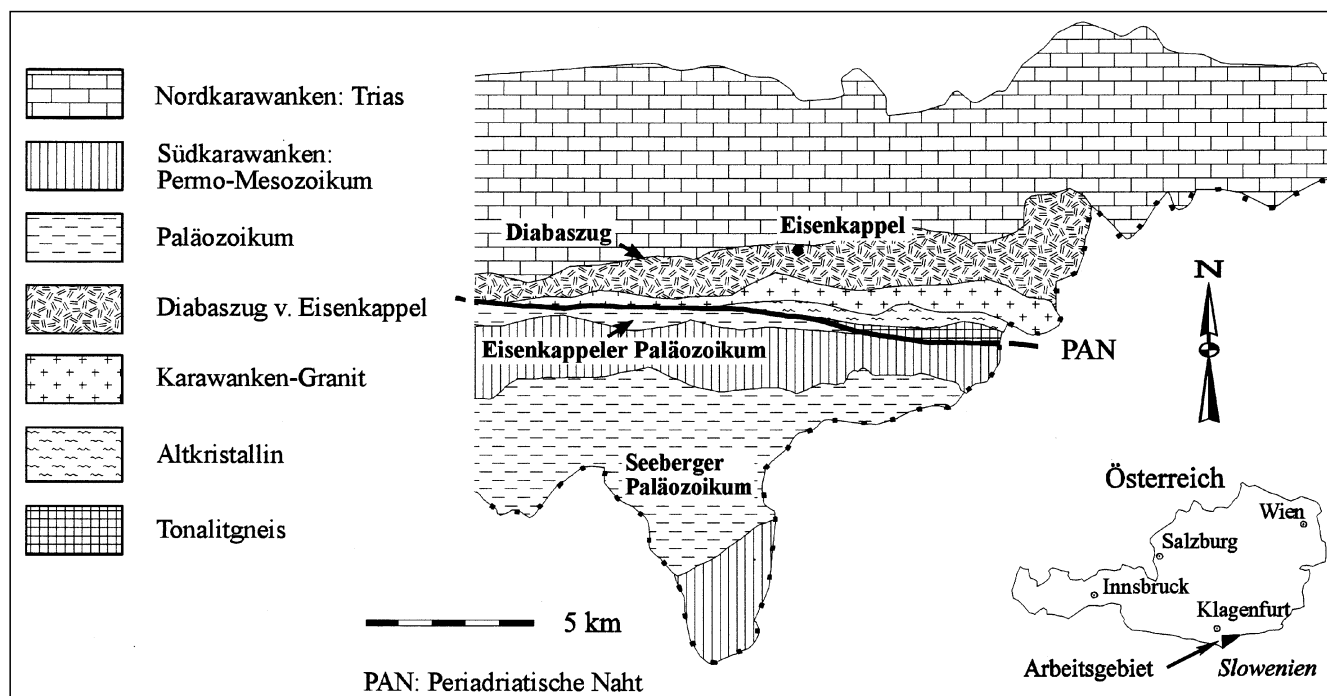 Nordkarawanken: Trias
Südkarawanken:
Permo-Mesozoikum
Paläozoikum
Diabaszug v. Eisenkappel
Karawanken-Granit
Altkristallin
Tonalitgneis
Diabaszug
Eisenkappel
Eisenkappeler Paläozoikum
PAN
N
Seeberger
Paläozoikum
5 km
PAN: Periadriatische Naht
Österreich
Wien
Salzburg
Innsbruck
Klagenfurt
Arbeitsgebiet
Slowenien